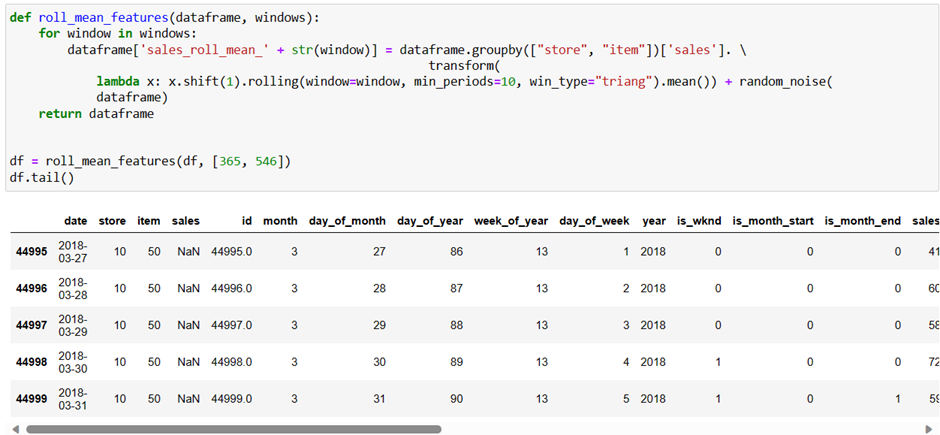 def roll_mean_features(dataframe, windows):
    for window in windows:
        dataframe['sales_roll_mean_' + str(window)] = dataframe.groupby(["store", "item"])['sales']. \
                                                          transform(
            lambda x: x.shift(1).rolling(window=window, min_periods=10, win_type="triang").mean()) + random_noise(
            dataframe)
    return dataframe
df = roll_mean_features(df, [365, 546])
df.tail()
date store item sales id month day_of_month day_of_year week_of_year day_of_week year is_wknd is_month_start is_month_end sales
44995 2018-03-27 10 50 NaN 44995.0 3 27 86 13 1 2018 0 0 0 41
44996 2018-03-28 10 50 NaN 44996.0 3 28 87 13 2 2018 0 0 0 60
44997 2018-03-29 10 50 NaN 44997.0 3 29 88 13 3 2018 0 0 0 58
44998 2018-03-30 10 50 NaN 44998.0 3 30 89 13 4 2018 1 0 0 72
44999 2018-03-31 10 50 NaN 44999.0 3 31 90 13 5 2018 1 0 1 59